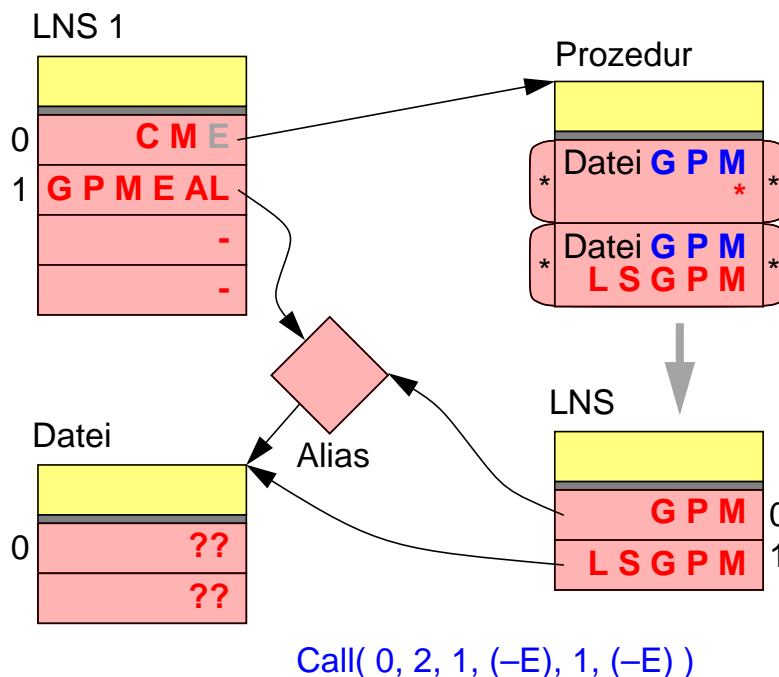 LNS 1
0
C M E
1
G P M E AL
-
-
Prozedur
* Datei G P M *
*
* Datei G P M *
L S G P M
Alias
LNS
G P M 0
L S G P M 1
Datei
0
??
??
Call( 0, 2, 1, (–E), 1, (–E) )